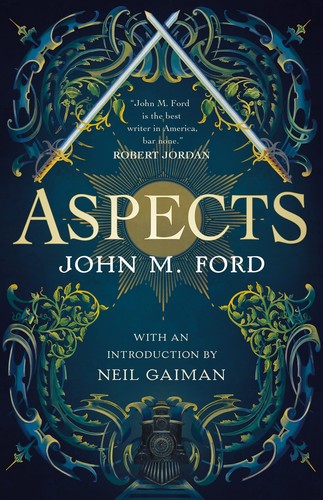 "John M. Ford
is the best
writer in America,
bar none."
ROBERT JORDAN
ASPECTS
JOHN M. FORD
WITH AN
INTRODUCTION BY
NEIL GAIMAN